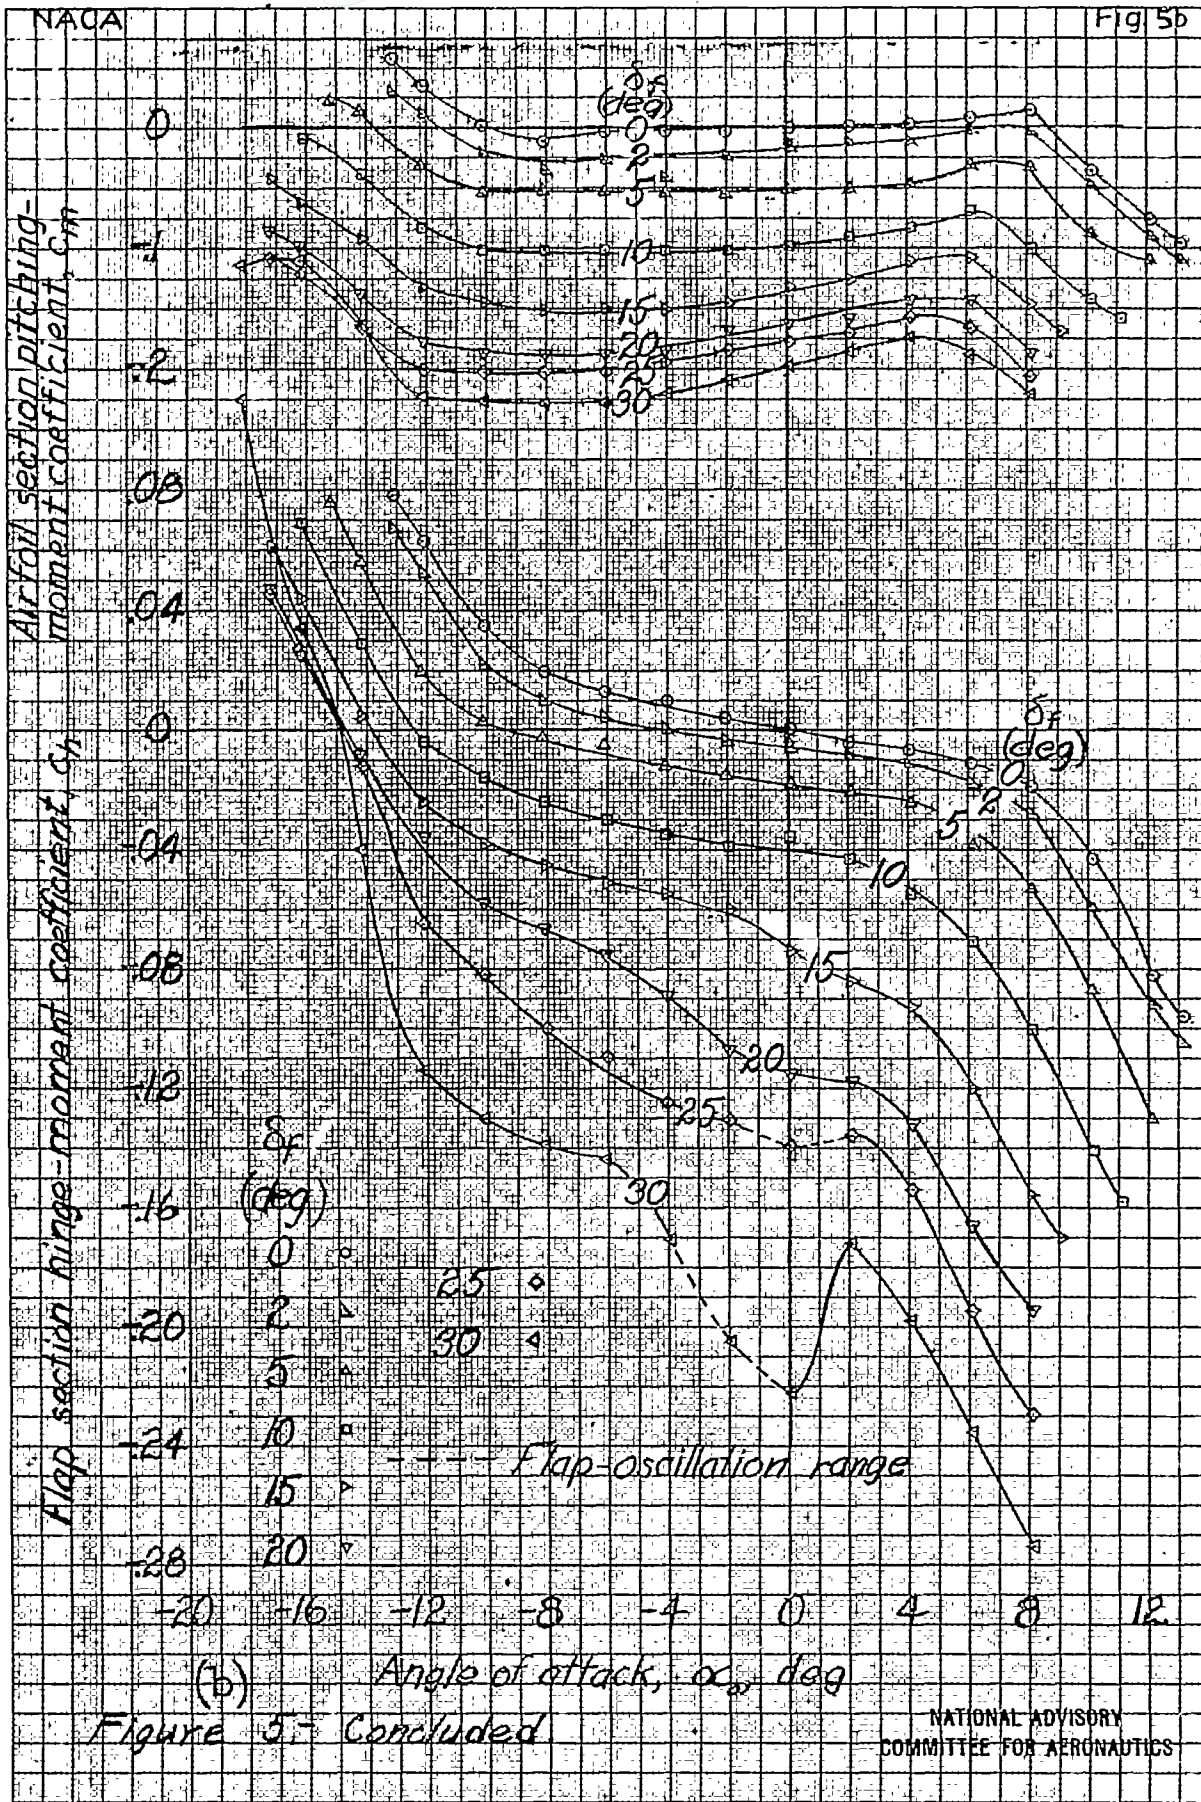 NACA
Fig. 5b
δf
(deg)
0
2
5
10
15
20
25
30
0
-.1
-.2
Airfoil section pitching-
moment coefficient, cm
.08
.04
0
-.04
-.08
-.12
-.16
-.20
-.24
-.28
Flap section hinge-moment coefficient, ch
δf
(deg)
0
2
5
10
15
20
25
30
δf
(deg)
0
2
5
10
15
20
25
30
---- Flap-oscillation range
-20 -16 -12 -8 -4 0 4 8 12
(b) Angle of attack, α₀, deg
Figure 5.- Concluded.
NATIONAL ADVISORY
COMMITTEE FOR AERONAUTICS